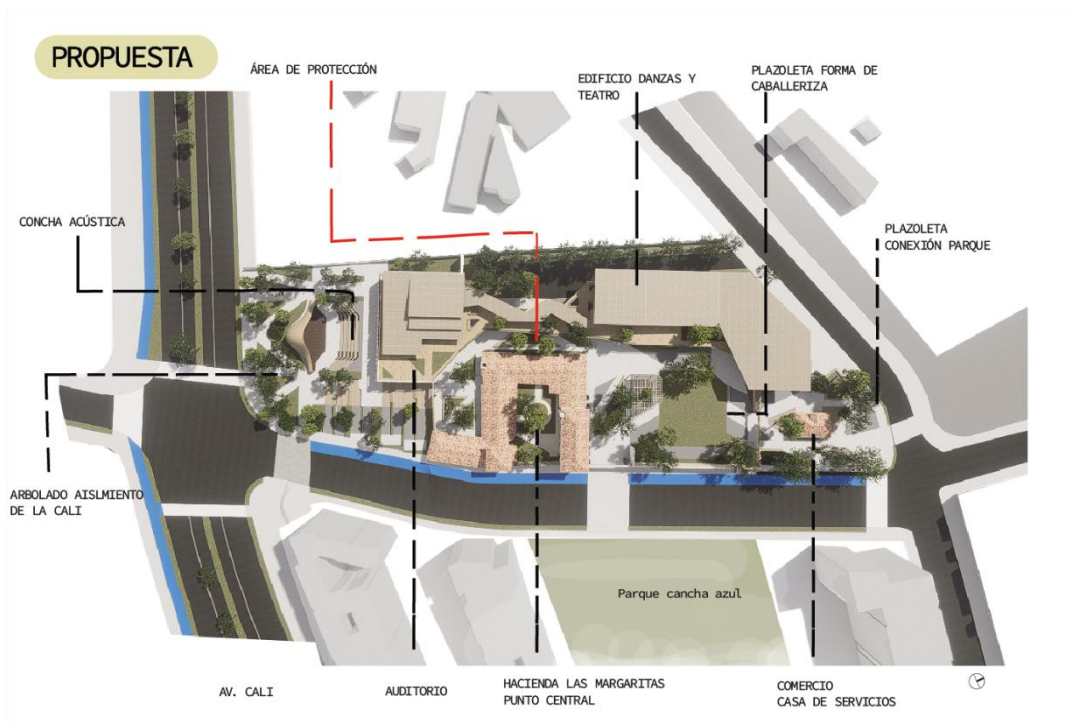 PROPUESTA
ÁREA DE PROTECCIÓN
EDIFICIO DANZAS Y
TEATRO
PLAZOLETA FORMA DE
CABALLERIZA
CONCHA ACÚSTICA
PLAZOLETA
CONEXIÓN PARQUE
ARBOLADO AISLMIENTO
DE LA CALI
Parque cancha azul
AV. CALI
AUDITORIO
HACIENDA LAS MARGARITAS
PUNTO CENTRAL
COMERCIO
CASA DE SERVICIOS